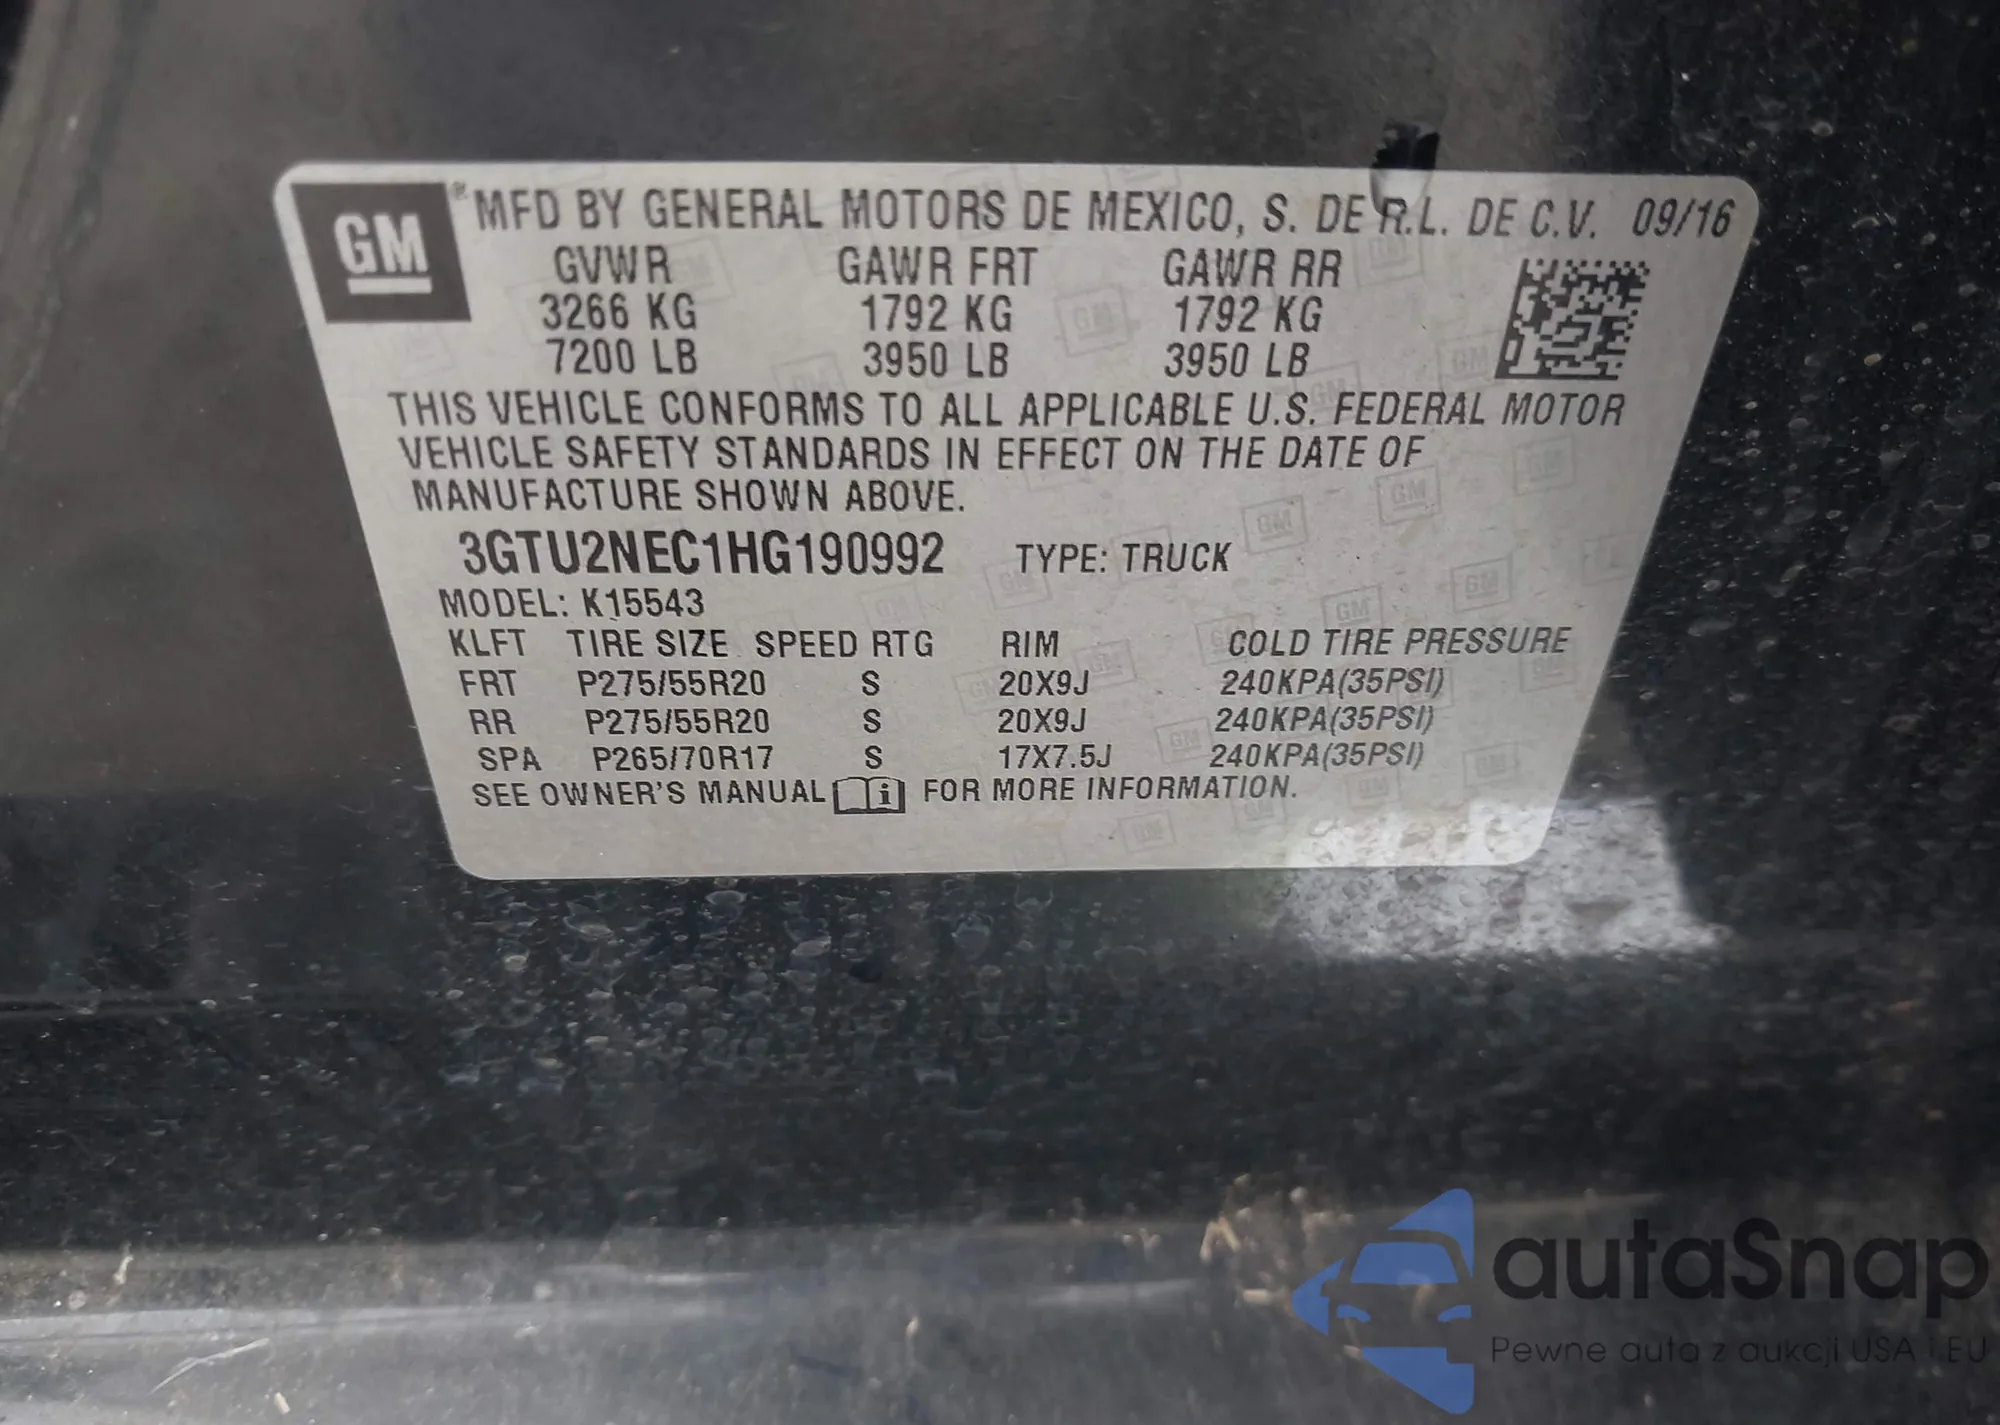 GM® MFD BY GENERAL MOTORS DE MEXICO, S. DE R.L. DE C.V. 09/16
GVWR GAWR FRT GAWR RR
3266 KG 1792 KG 1792 KG
7200 LB 3950 LB 3950 LB
THIS VEHICLE CONFORMS TO ALL APPLICABLE U.S. FEDERAL MOTOR
VEHICLE SAFETY STANDARDS IN EFFECT ON THE DATE OF
MANUFACTURE SHOWN ABOVE.
3GTU2NEC1HG190992 TYPE: TRUCK
MODEL: K15543
KLFT TIRE SIZE SPEED RTG RIM COLD TIRE PRESSURE
FRT P275/55R20 S 20X9J 240KPA(35PSI)
RR P275/55R20 S 20X9J 240KPA(35PSI)
SPA P265/70R17 S 17X7.5J 240KPA(35PSI)
SEE OWNER'S MANUAL i FOR MORE INFORMATION.
autaSnap
Pewne auta z aukcji USA i EU